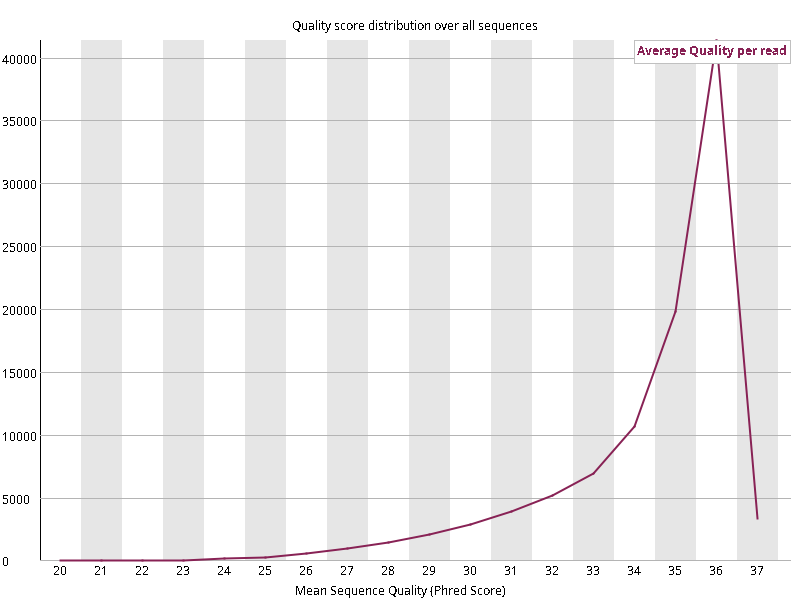 Quality score distribution over all sequences
Average Quality per read
40000
35000
30000
25000
20000
15000
10000
5000
0
20 21 22 23 24 25 26 27 28 29 30 31 32 33 34 35 36 37
Mean Sequence Quality (Phred Score)